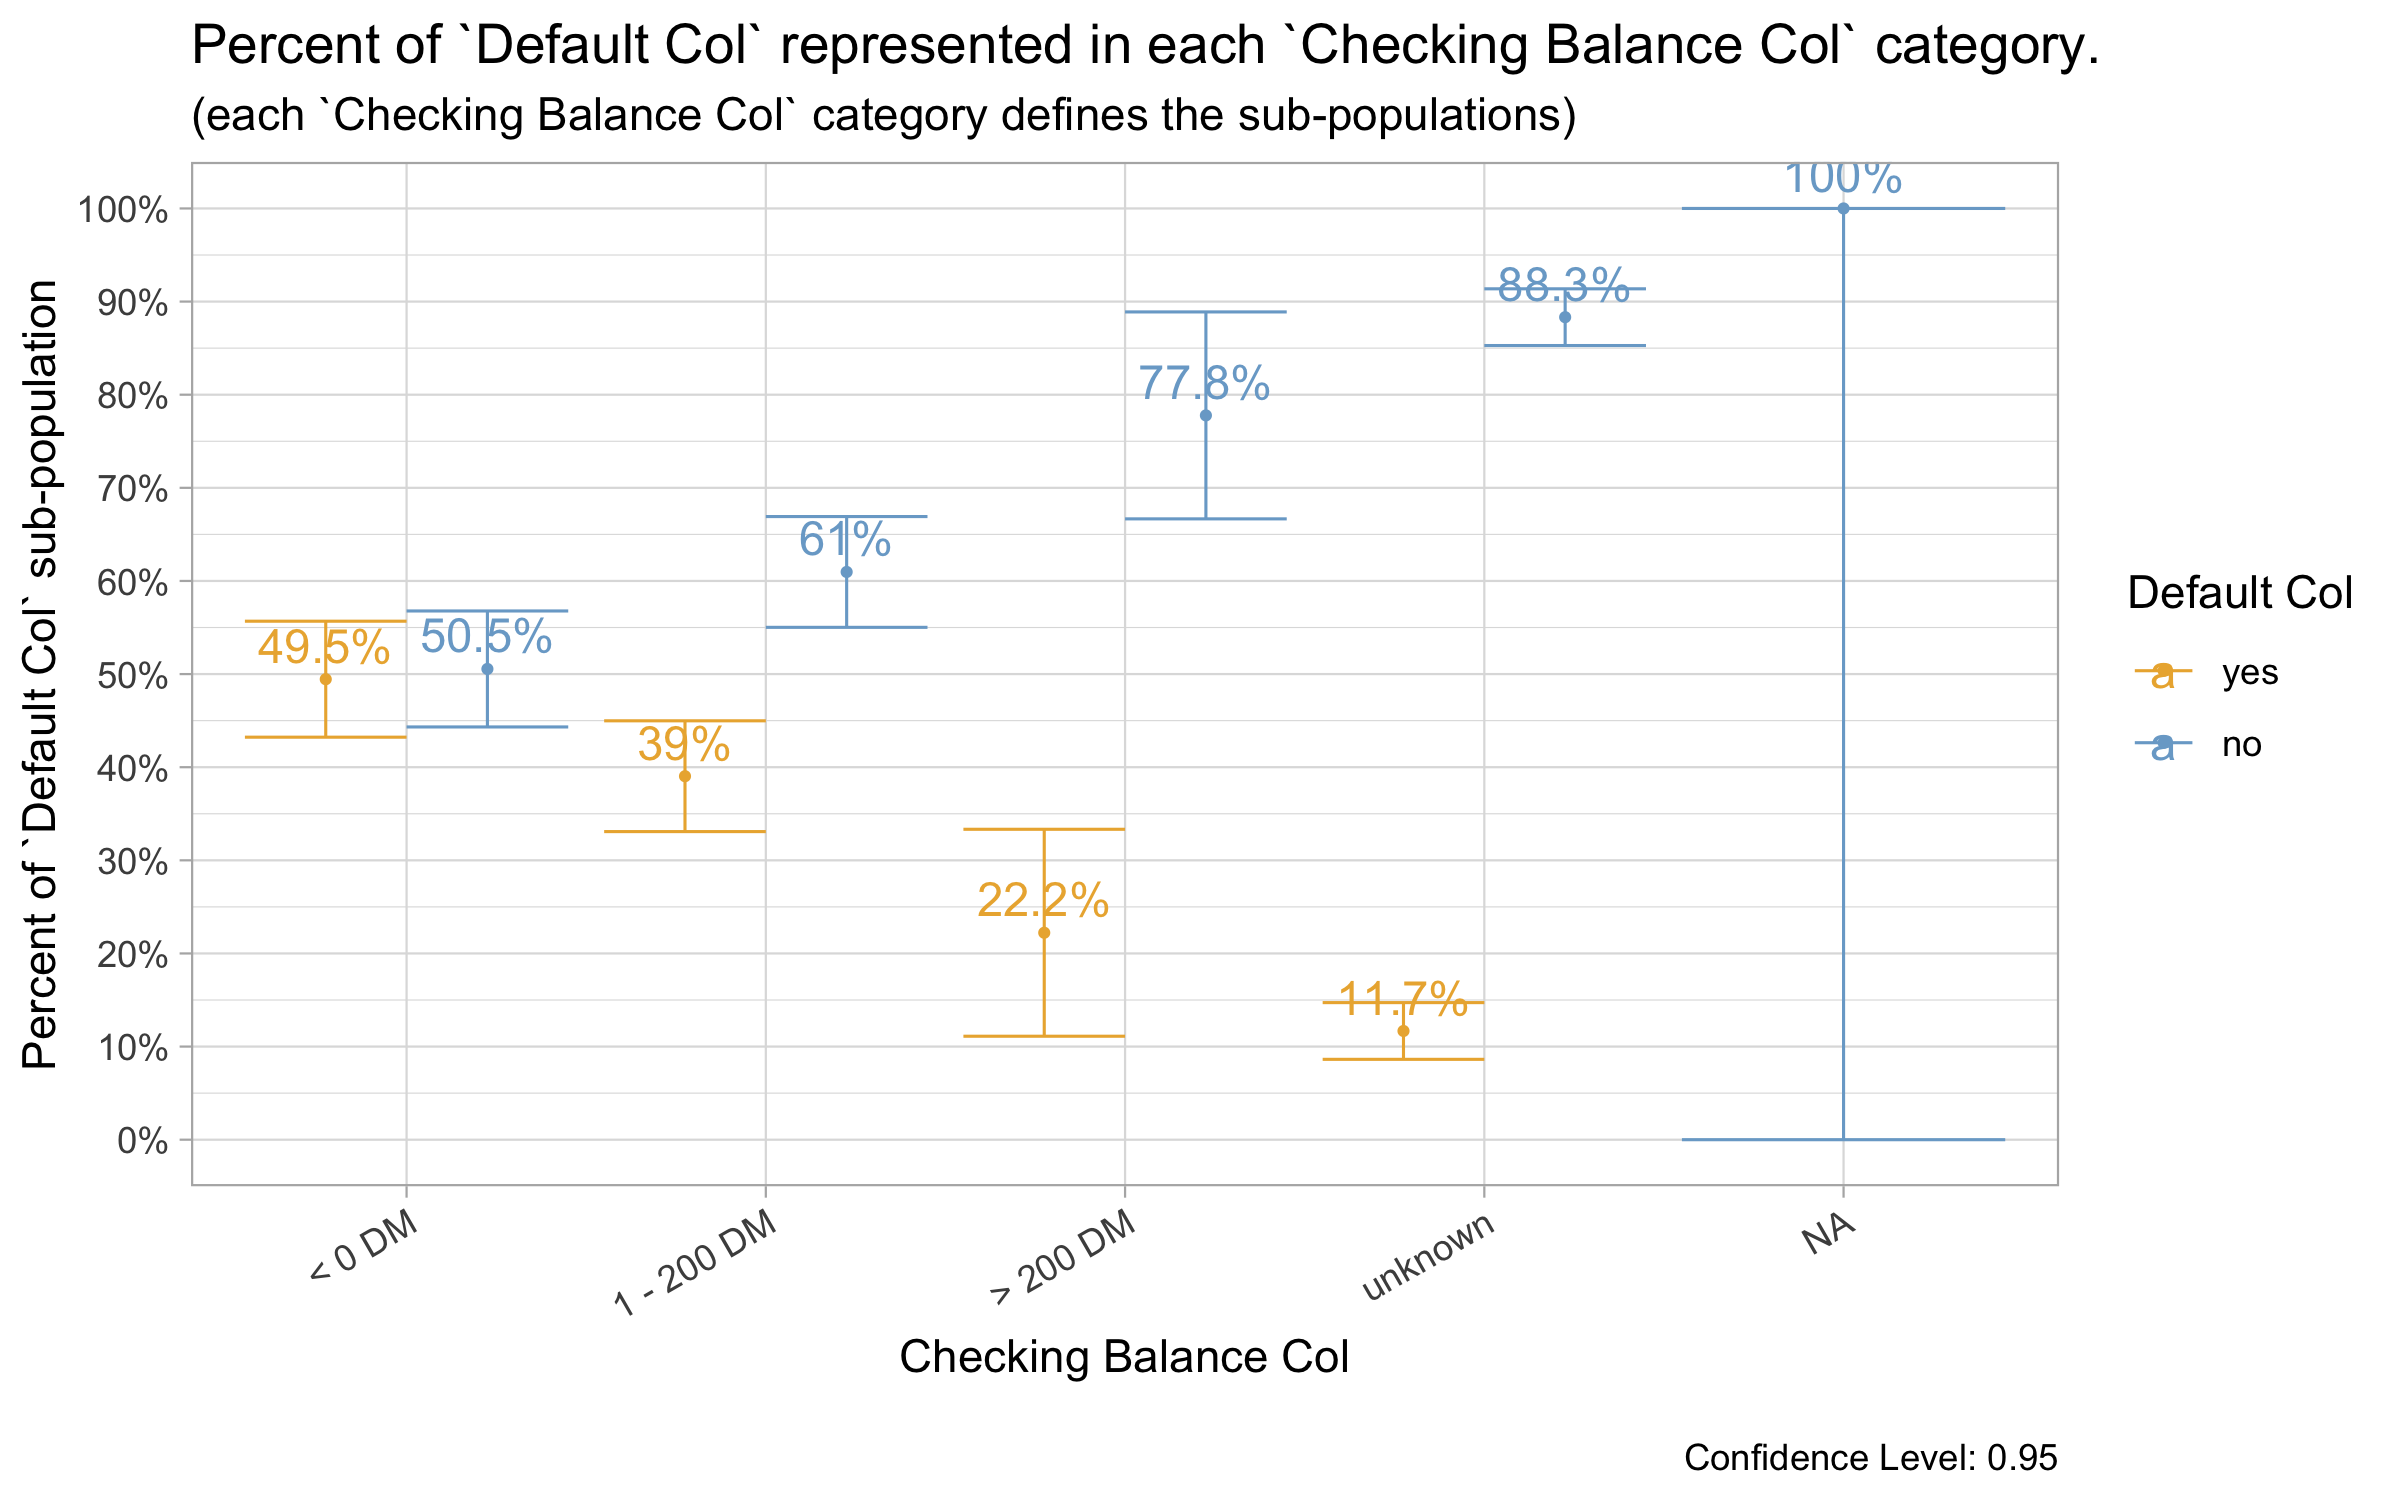 Percent of `Default Col` represented in each `Checking Balance Col` category.
(each `Checking Balance Col` category defines the sub-populations)
Percent of `Default Col` sub-population
100%
90%
80%
70%
60%
50%
40%
30%
20%
10%
0%
49.5%
50.5%
39%
61%
22.2%
77.8%
11.7%
88.3%
100%
< 0 DM
1 - 200 DM
> 200 DM
unknown
NA
Checking Balance Col
Default Col
a yes
a no
Confidence Level: 0.95